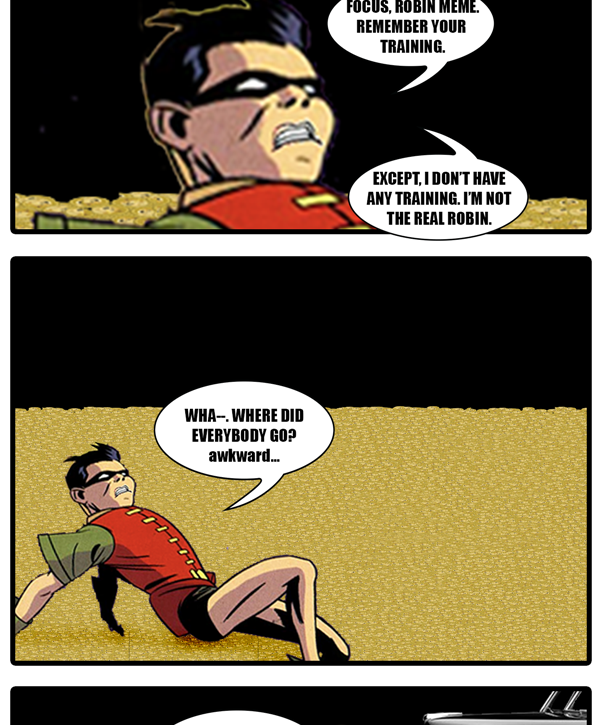 FOCUS, ROBIN MEME.
REMEMBER YOUR
TRAINING.
EXCEPT, I DON'T HAVE
ANY TRAINING. I'M NOT
THE REAL ROBIN.
WHA--. WHERE DID
EVERYBODY GO?
awkward...